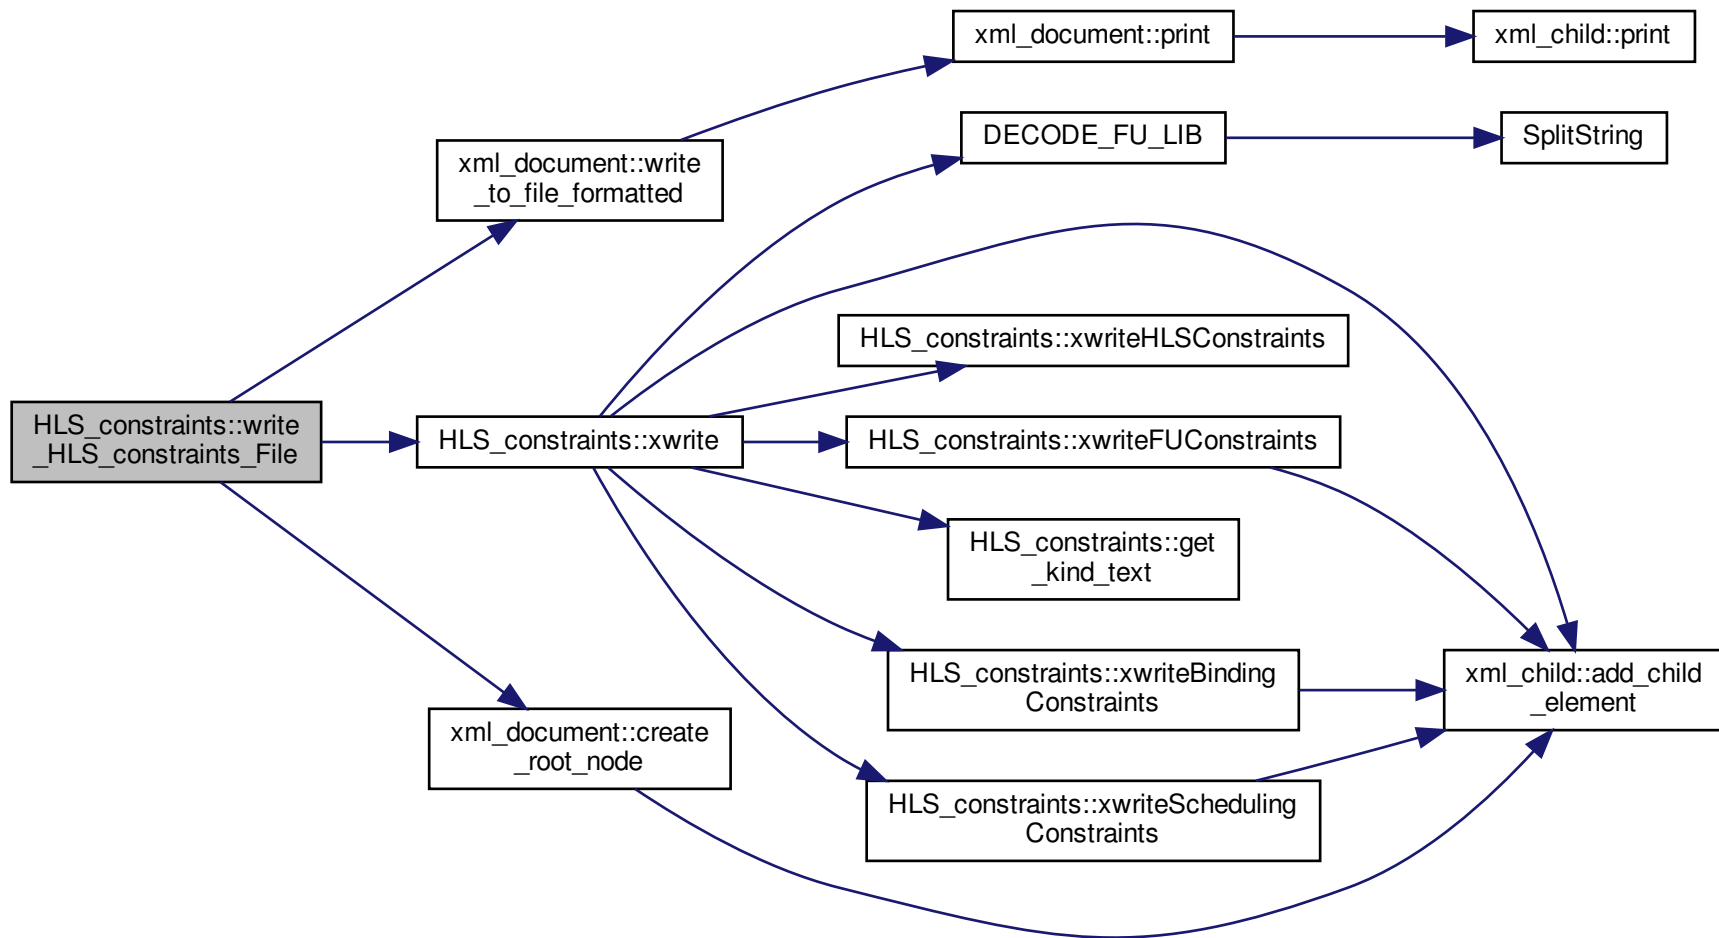 xml_document::print
xml_child::print
DECODE_FU_LIB
SplitString
xml_document::write
_to_file_formatted
HLS_constraints::xwriteHLSConstraints
HLS_constraints::write
_HLS_constraints_File
HLS_constraints::xwrite
HLS_constraints::xwriteFUConstraints
HLS_constraints::get
_kind_text
HLS_constraints::xwriteBinding
Constraints
xml_child::add_child
_element
xml_document::create
_root_node
HLS_constraints::xwriteScheduling
Constraints